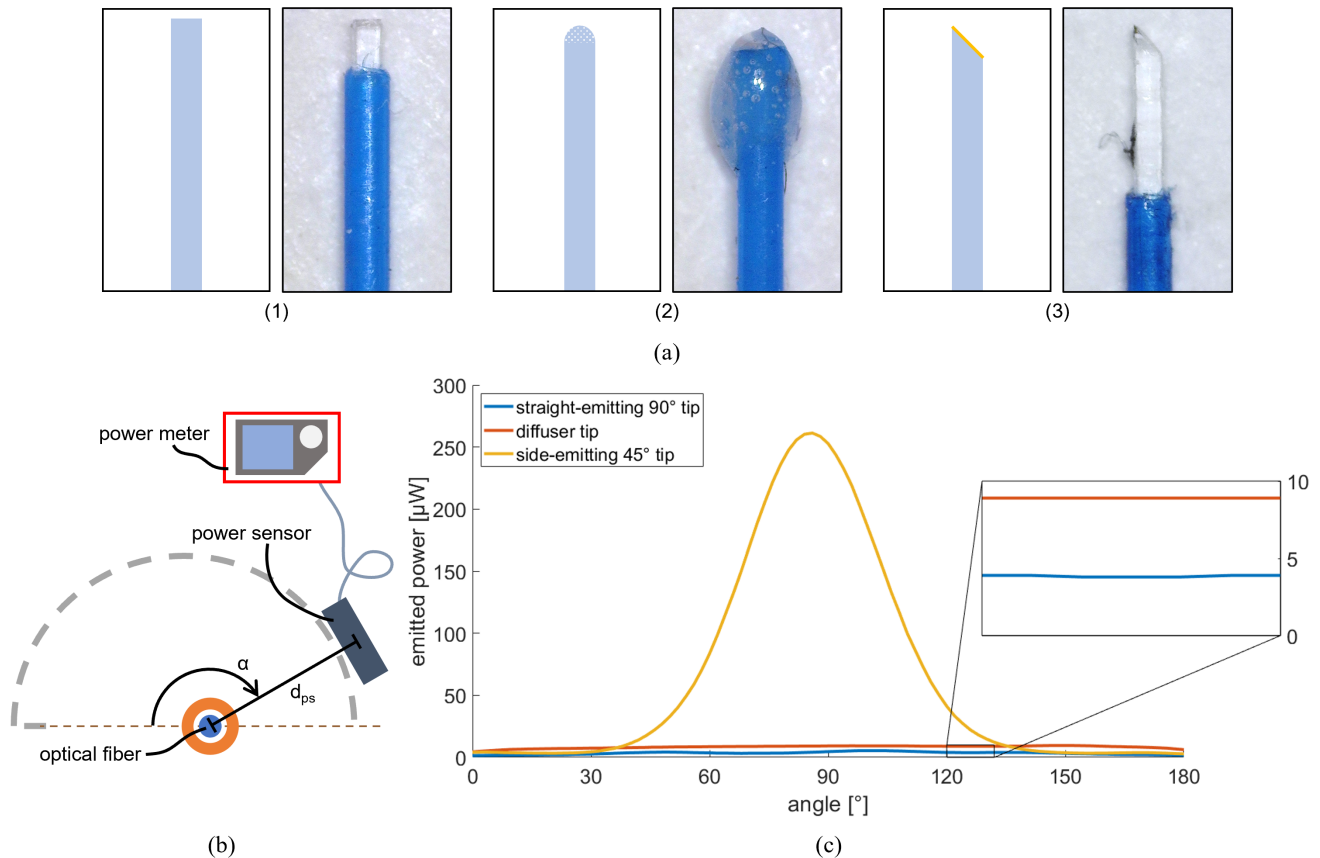 (1)
(2)
(3)
(a)
power meter
power sensor
α
dps
optical fiber
(b)
300
250
200
150
100
50
0
emitted power [µW]
straight-emitting 90° tip
diffuser tip
side-emitting 45° tip
10
5
0
0
30
60
90
120
150
180
angle [°]
(c)